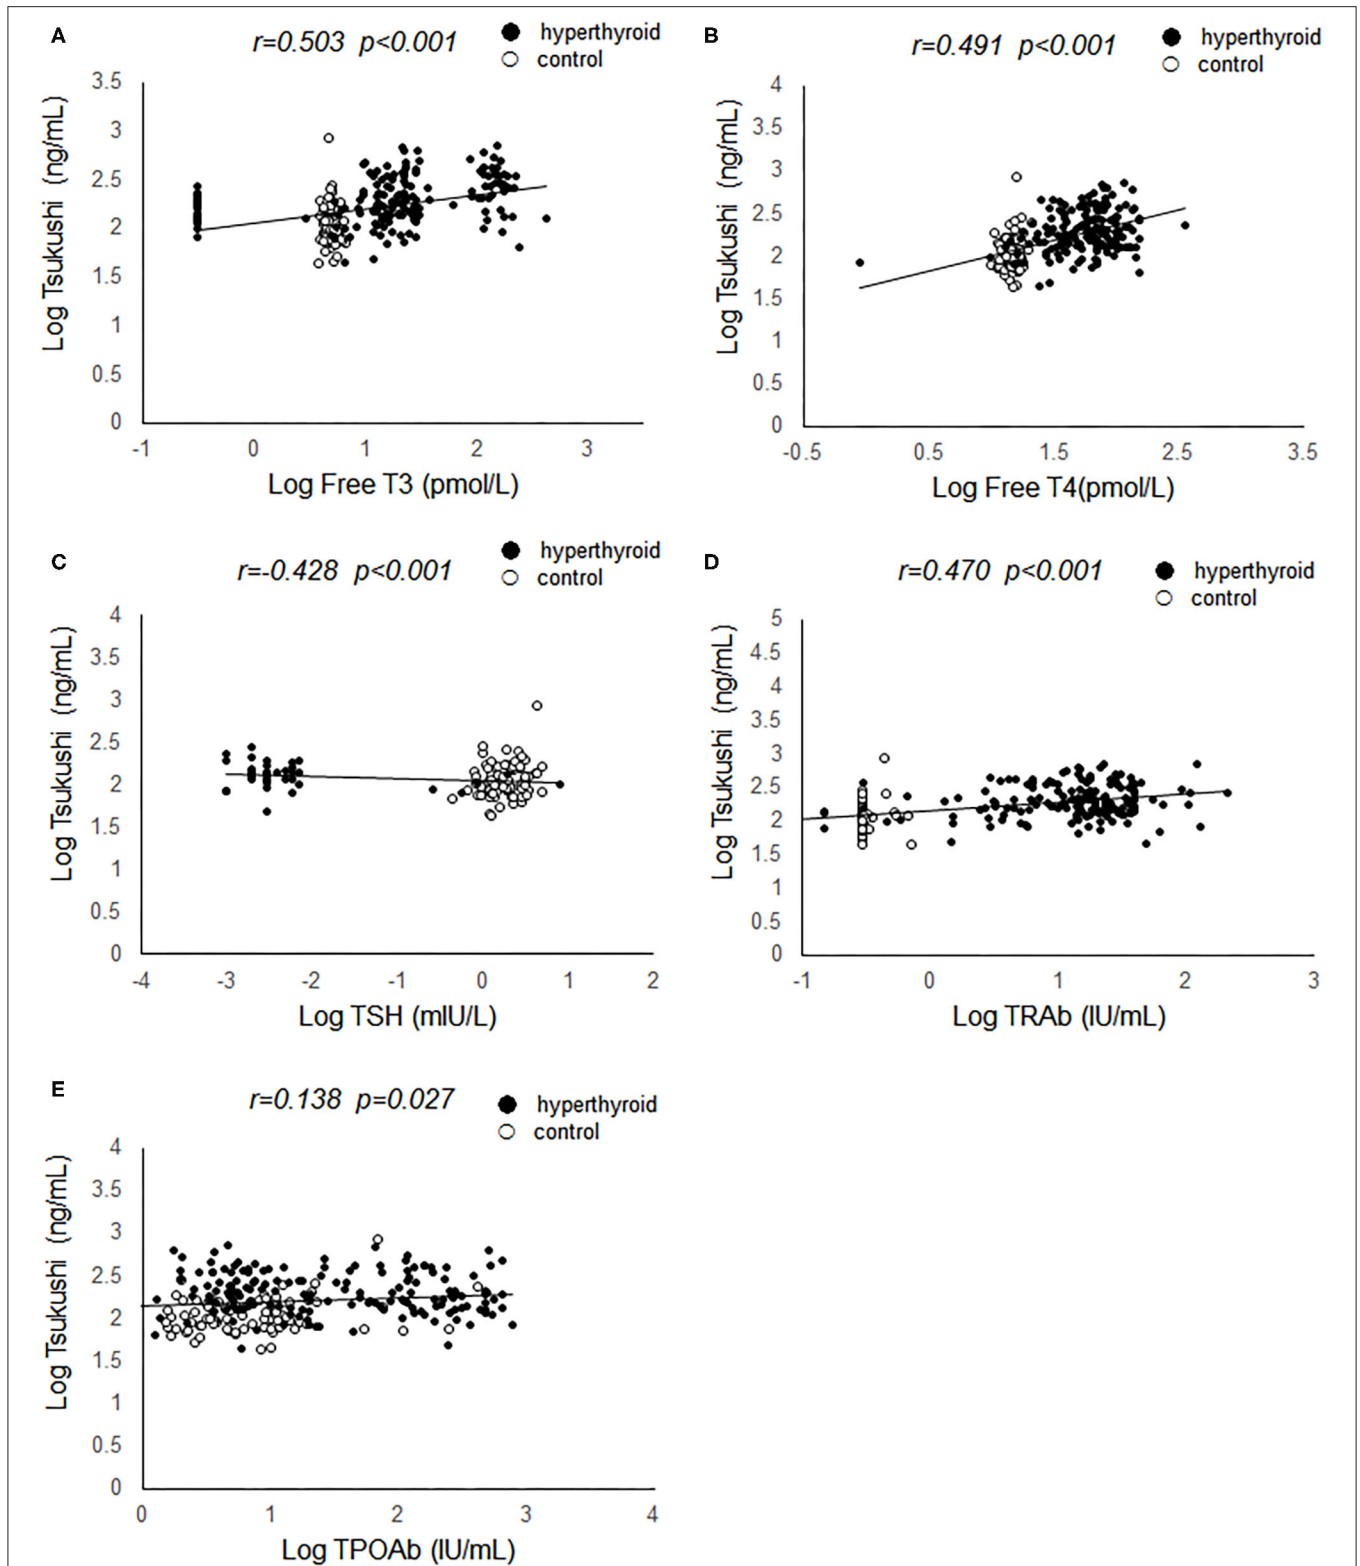 A
r=0.503 p<0.001
hyperthyroid
control
3.5
3
2.5
2
1.5
1
0.5
0
Log Tsukushi (ng/mL)
-1 0 1 2 3
Log Free T3 (pmol/L)
B
r=0.491 p<0.001
hyperthyroid
control
4
3.5
3
2.5
2
1.5
1
0.5
0
Log Tsukushi (ng/mL)
-0.5 0.5 1.5 2.5 3.5
Log Free T4(pmol/L)
C
r=-0.428 p<0.001
hyperthyroid
control
4
3.5
3
2.5
2
1.5
1
0.5
0
Log Tsukushi (ng/mL)
-4 -3 -2 -1 0 1 2
Log TSH (mIU/L)
D
r=0.470 p<0.001
hyperthyroid
control
5
4.5
4
3.5
3
2.5
2
1.5
1
0.5
0
Log Tsukushi (ng/mL)
-1 0 1 2 3
Log TRAb (IU/mL)
E
r=0.138 p=0.027
hyperthyroid
control
4
3.5
3
2.5
2
1.5
1
0.5
0
Log Tsukushi (ng/mL)
0 1 2 3 4
Log TPOAb (IU/mL)